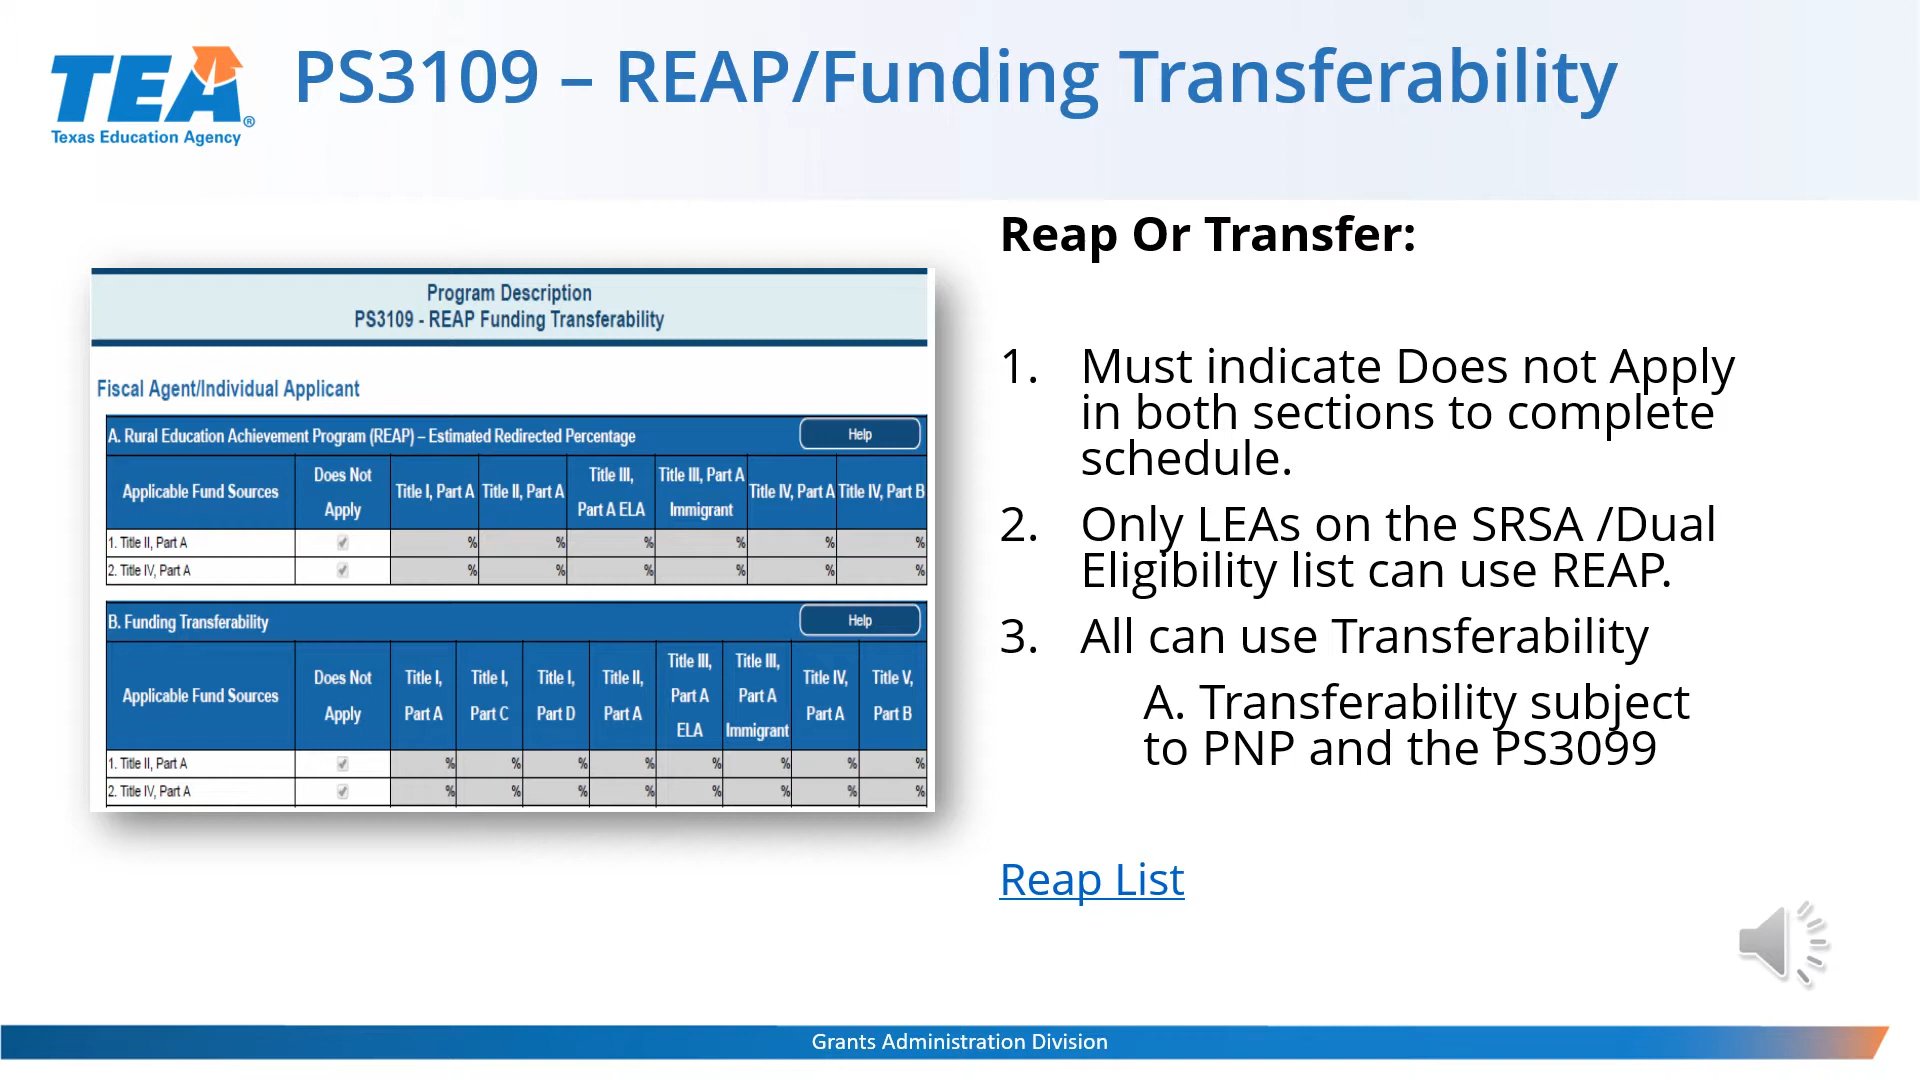 TEA®
Texas Education Agency
PS3109 – REAP/Funding Transferability
Program Description
PS3109 - REAP Funding Transferability
Fiscal Agent/Individual Applicant
A. Rural Education Achievement Program (REAP) – Estimated Redirected Percentage Help
Applicable Fund Sources Does Not Apply Title I, Part A Title II, Part A Title III, Part A ELA Title III, Part A Immigrant Title IV, Part A Title IV, Part B
1. Title II, Part A % % % % % %
2. Title IV, Part A % % % % % %
B. Funding Transferability Help
Applicable Fund Sources Does Not Apply Title I, Part A Title I, Part C Title I, Part D Title II, Part A Title III, Part A ELA Title III, Part A Immigrant Title IV, Part A Title V, Part B
1. Title II, Part A % % % % % % % %
2. Title IV, Part A % % % % % % % %
Reap Or Transfer:
1. Must indicate Does not Apply
in both sections to complete
schedule.
2. Only LEAs on the SRSA /Dual
Eligibility list can use REAP.
3. All can use Transferability
A. Transferability subject
to PNP and the PS3099
Reap List
Grants Administration Division